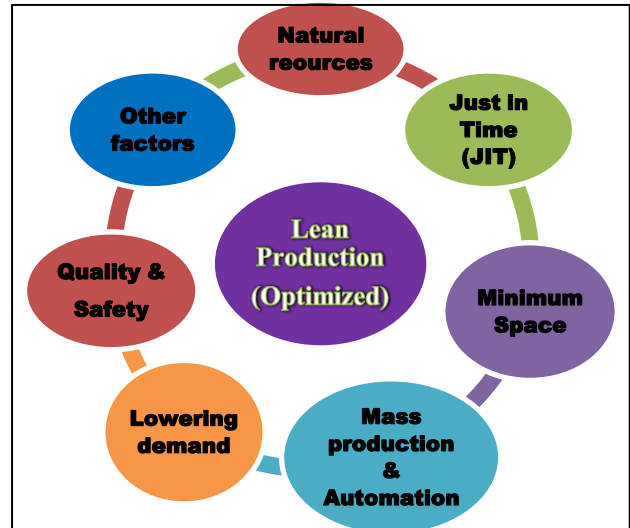 Natural
reources
Just in
Time
(JIT)
Minimum
Space
Mass
production
&
Automation
Lowering
demand
Quality &
Safety
Other
factors
Lean
Production
(Optimized)